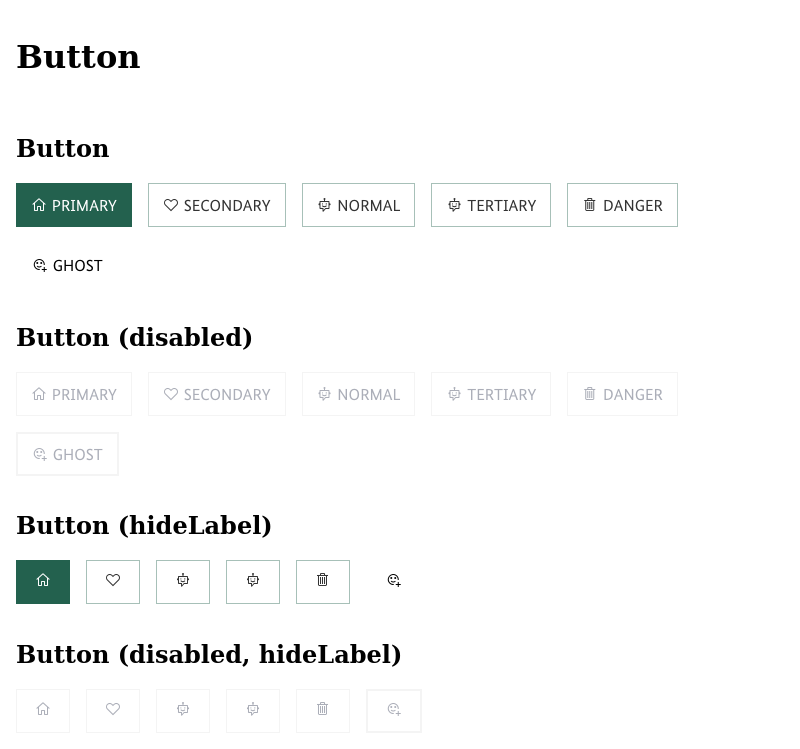 Button
Button
PRIMARY SECONDARY NORMAL TERTIARY DANGER
GHOST
Button (disabled)
PRIMARY SECONDARY NORMAL TERTIARY DANGER
GHOST
Button (hideLabel)
Button (disabled, hideLabel)